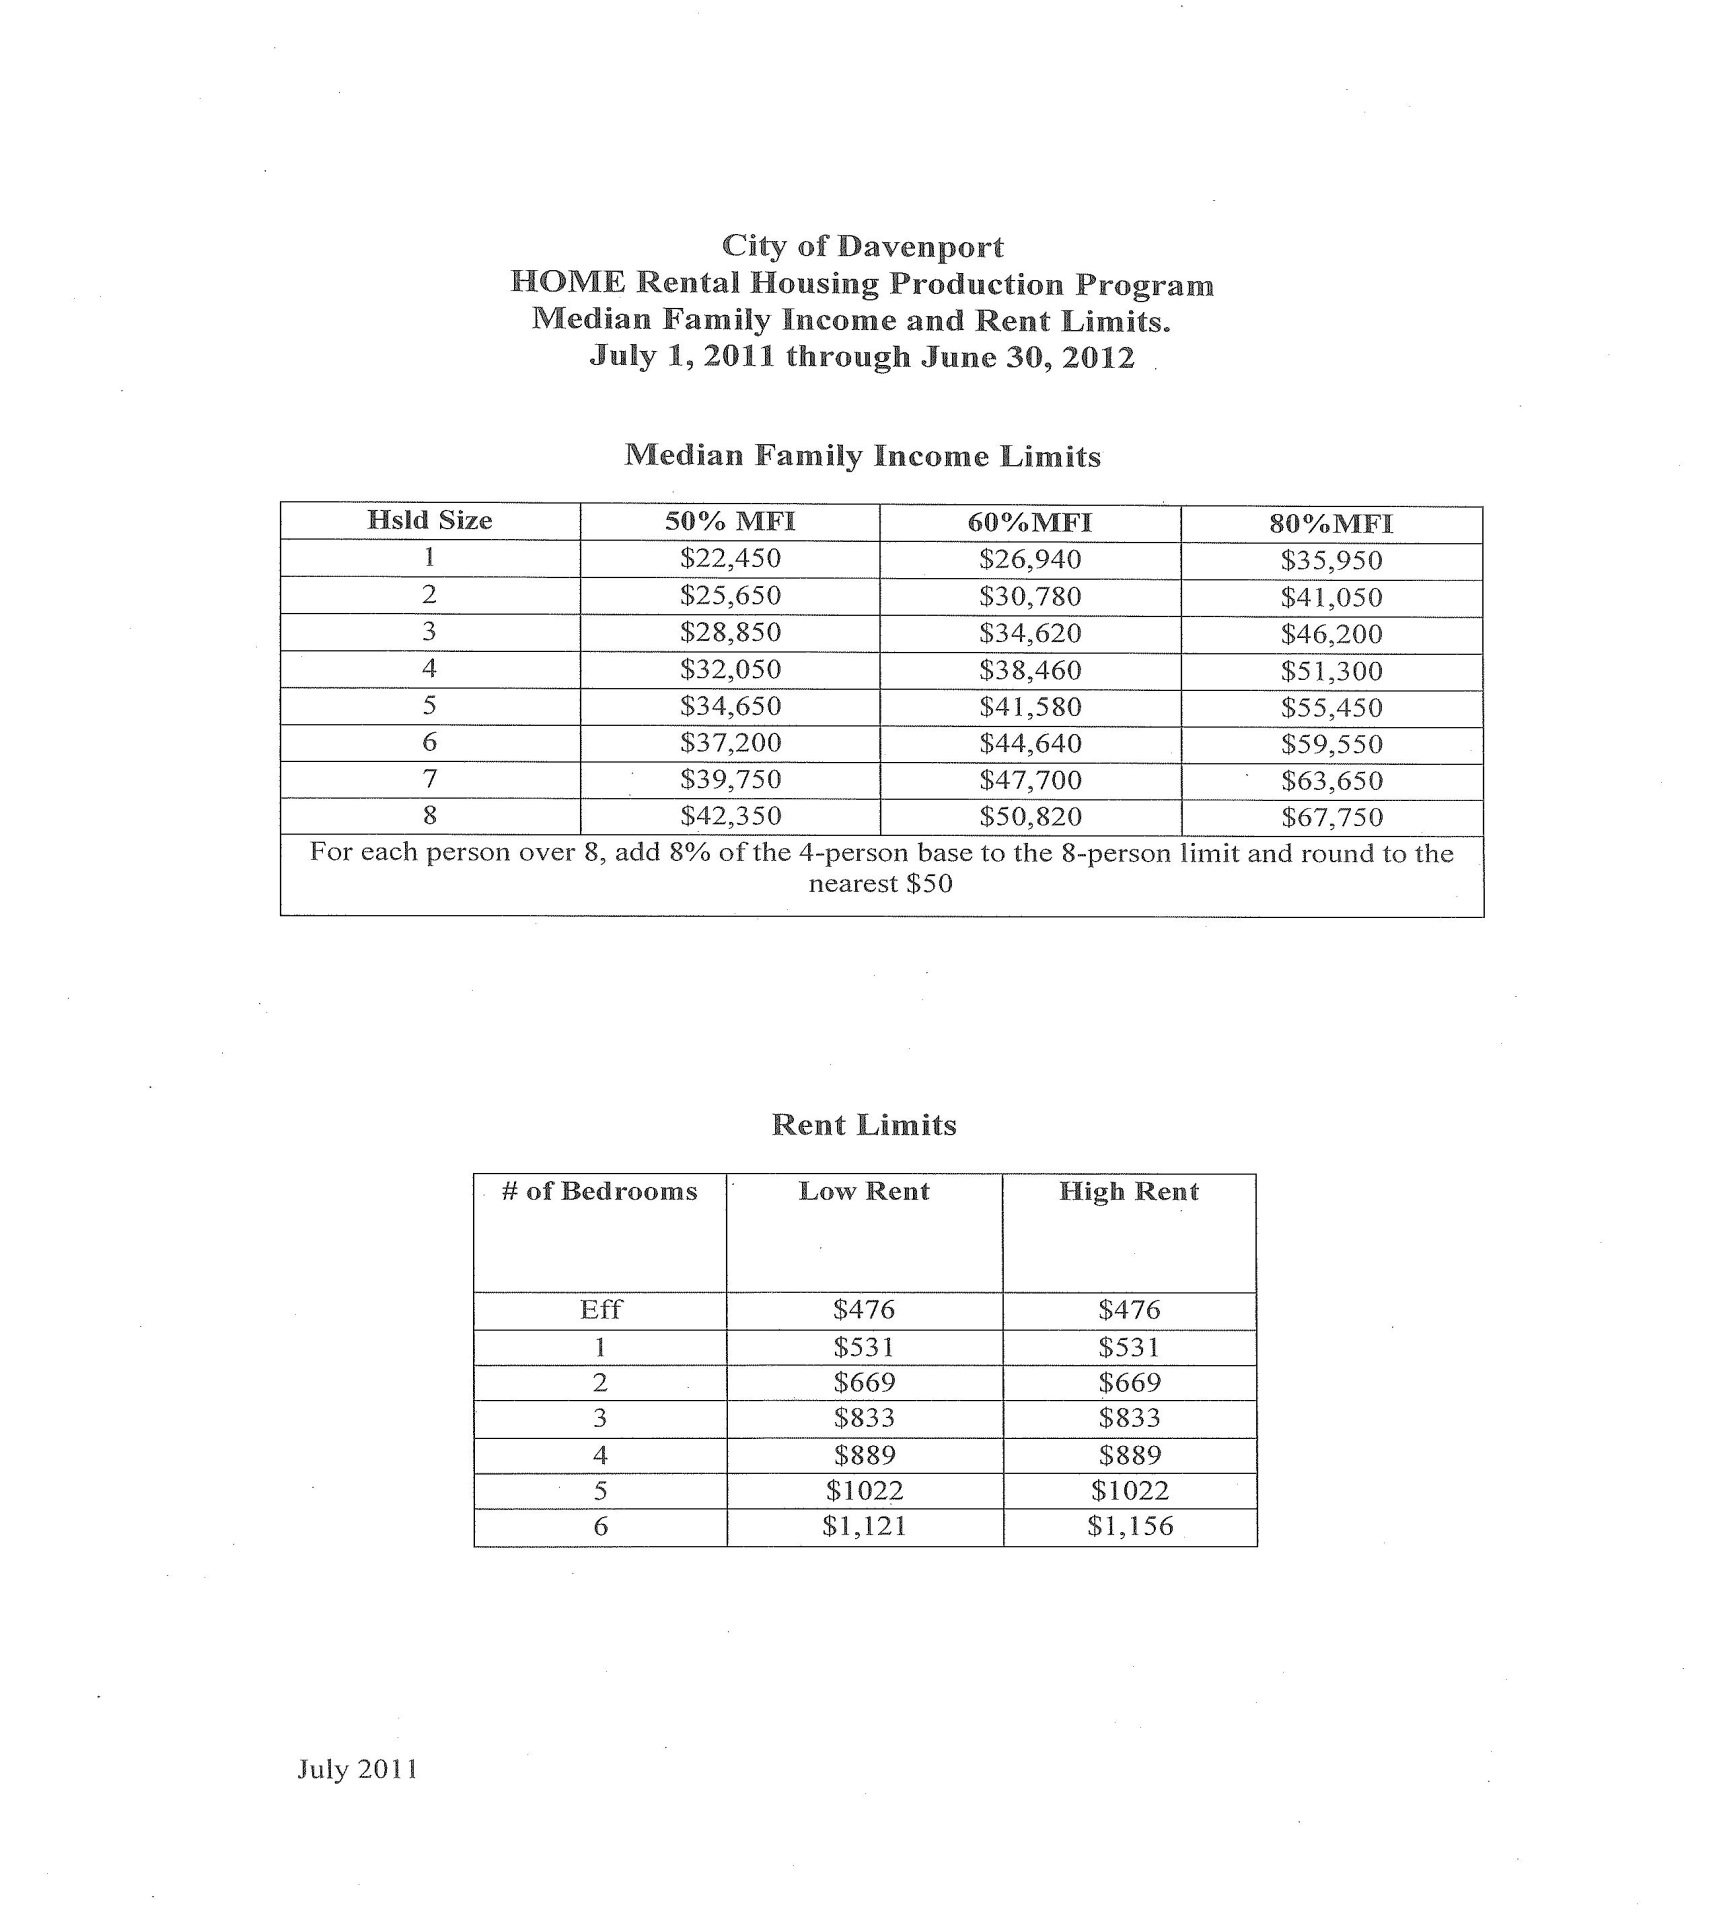 City of Davenport
HOME Rental Housing Production Program
Median Family Income and Rent Limits.
July 1, 2011 through June 30, 2012
Median Family Income Limits
Hsld Size 50% MFI 60%MFI 80%MFI
1 $22,450 $26,940 $35,950
2 $25,650 $30,780 $41,050
3 $28,850 $34,620 $46,200
4 $32,050 $38,460 $51,300
5 $34,650 $41,580 $55,450
6 $37,200 $44,640 $59,550
7 $39,750 $47,700 $63,650
8 $42,350 $50,820 $67,750
For each person over 8, add 8% of the 4-person base to the 8-person limit and round to the
nearest $50
Rent Limits
# of Bedrooms Low Rent High Rent
Eff $476 $476
1 $531 $531
2 $669 $669
3 $833 $833
4 $889 $889
5 $1022 $1022
6 $1,121 $1,156
July 2011